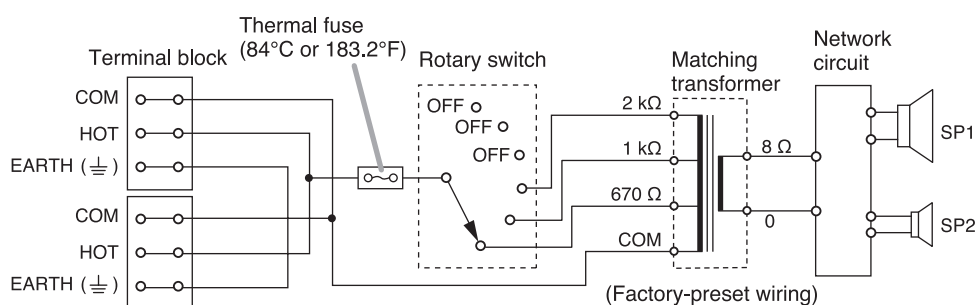 Thermal fuse
(84°C or 183.2°F)
Terminal block
COM
HOT
EARTH (⏚)
COM
HOT
EARTH (⏚)
Rotary switch
OFF
OFF
OFF
Matching
transformer
2 kΩ
1 kΩ
670 Ω
COM
8 Ω
0
(Factory-preset wiring)
Network
circuit
SP1
SP2